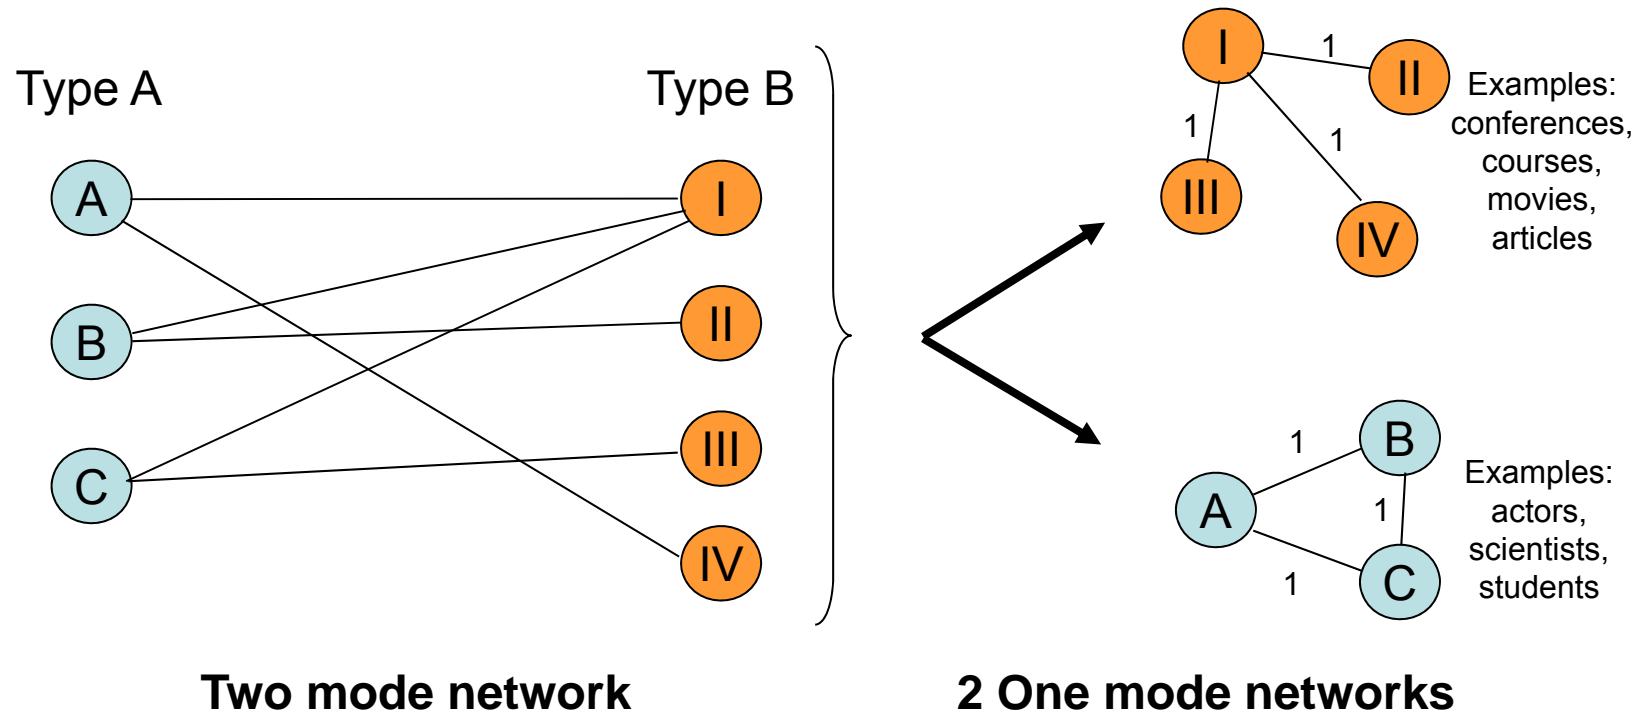 Type A
Type B
A
B
C
I
II
III
IV
I
1
II
1
1
III
IV
Examples:
conferences,
courses,
movies,
articles
B
1
A
1
1
C
Examples:
actors,
scientists,
students
Two mode network
2 One mode networks